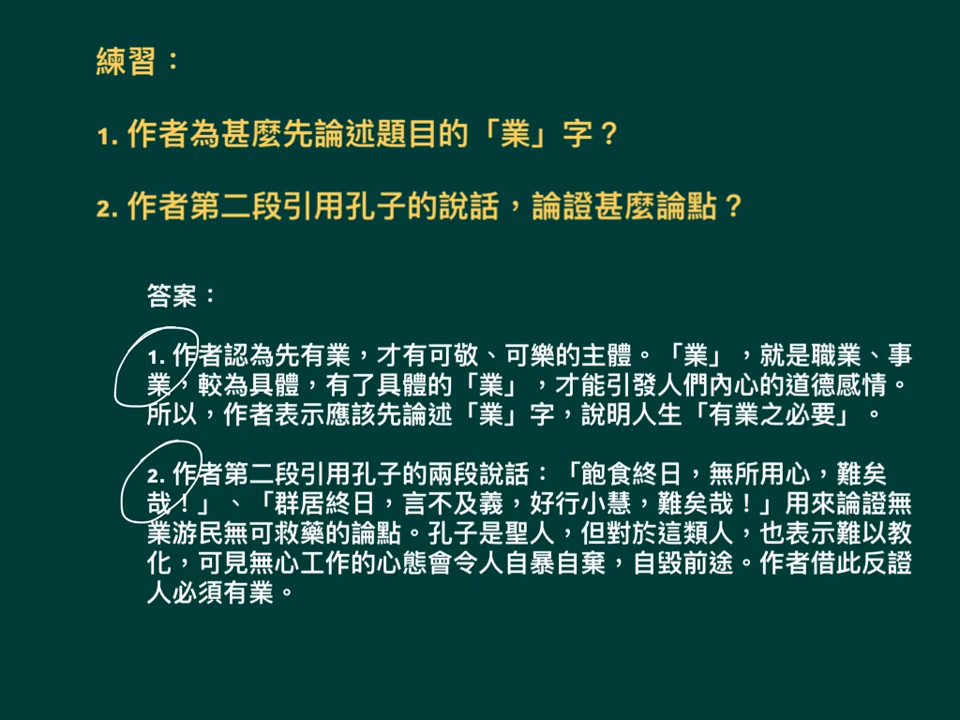 練習：
1. 作者為甚麼先論述題目的「業」字？
2. 作者第二段引用孔子的說話，論證甚麼論點？
答案：
1. 作者認為先有業，才有可敬、可樂的主體。「業」，就是職業、事
業，較為具體，有了具體的「業」，才能引發人們內心的道德感情。
所以，作者表示應該先論述「業」字，說明人生「有業之必要」。
2. 作者第二段引用孔子的兩段說話：「飽食終日，無所用心，難矣
哉！」、「群居終日，言不及義，好行小慧，難矣哉！」用來論證無
業游民無可救藥的論點。孔子是聖人，但對於這類人，也表示難以教
化，可見無心工作的心態會令人自暴自棄，自毀前途。作者借此反證
人必須有業。